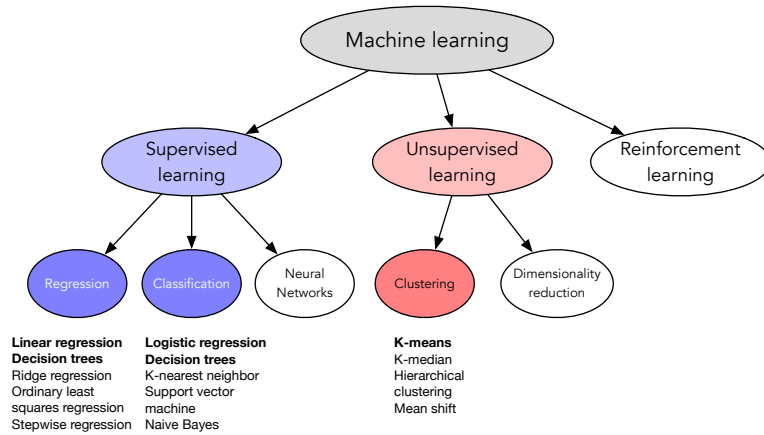 Machine learning
Supervised
learning
Unsupervised
learning
Reinforcement
learning
Regression
Classification
Neural
Networks
Clustering
Dimensionality
reduction
Linear regression
Decision trees
Ridge regression
Ordinary least
squares regression
Stepwise regression
Logistic regression
Decision trees
K-nearest neighbor
Support vector
machine
Naive Bayes
K-means
K-median
Hierarchical
clustering
Mean shift